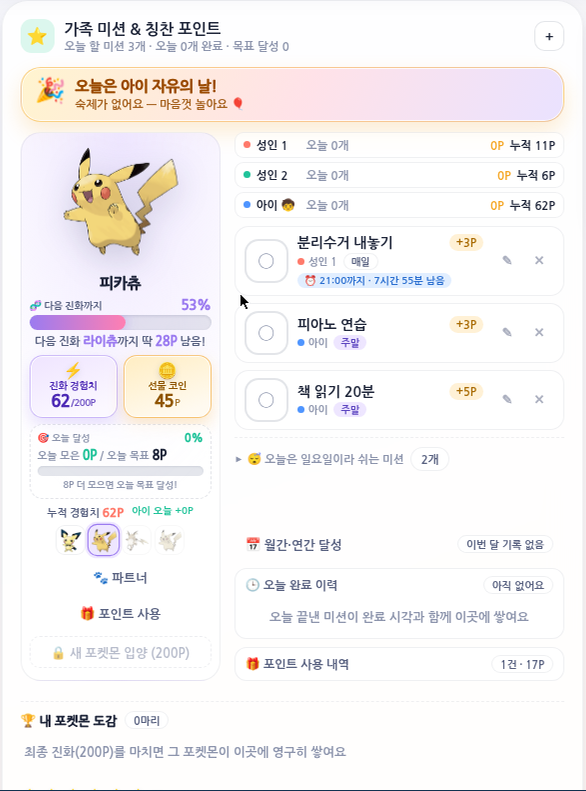 가족 미션 & 칭찬 포인트
오늘 할 미션 3개 · 오늘 0개 완료 · 목표 달성 0
+
오늘은 아이 자유의 날!
숙제가 없어요 — 마음껏 놀아요
피카츄
다음 진화까지 53%
다음 진화 라이츄까지 딱 28P 남음!
진화 경험치
62/200P
선물 코인
45P
오늘 달성 0%
오늘 모은 0P / 오늘 목표 8P
8P 더 모으면 오늘 목표 달성!
누적 경험치 62P 아이 오늘 +0P
파트너
포인트 사용
새 포켓몬 입양 (200P)
성인 1 오늘 0개 0P 누적 11P
성인 2 오늘 0개 0P 누적 6P
아이 오늘 0개 0P 누적 62P
분리수거 내놓기 +3P
성인 1 매일
21:00까지 · 7시간 55분 남음
피아노 연습 +3P
아이 주말
책 읽기 20분 +5P
아이 주말
오늘은 일요일이라 쉬는 미션 2개
월간·연간 달성 이번 달 기록 없음
오늘 완료 이력 아직 없어요
오늘 끝낸 미션이 완료 시각과 함께 이곳에 쌓여요
포인트 사용 내역 1건 · 17P
내 포켓몬 도감 0마리
최종 진화(200P)를 마치면 그 포켓몬이 이곳에 영구히 쌓여요